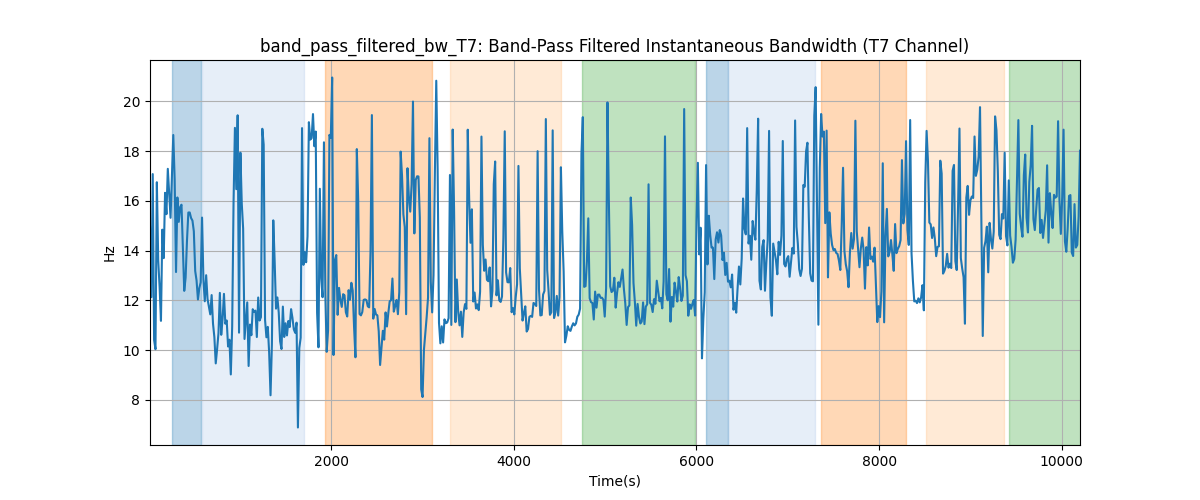 band_pass_filtered_bw_T7: Band-Pass Filtered Instantaneous Bandwidth (T7 Channel)
20
18
16
14
12
10
8
Hz
2000 4000 6000 8000 10000
Time(s)